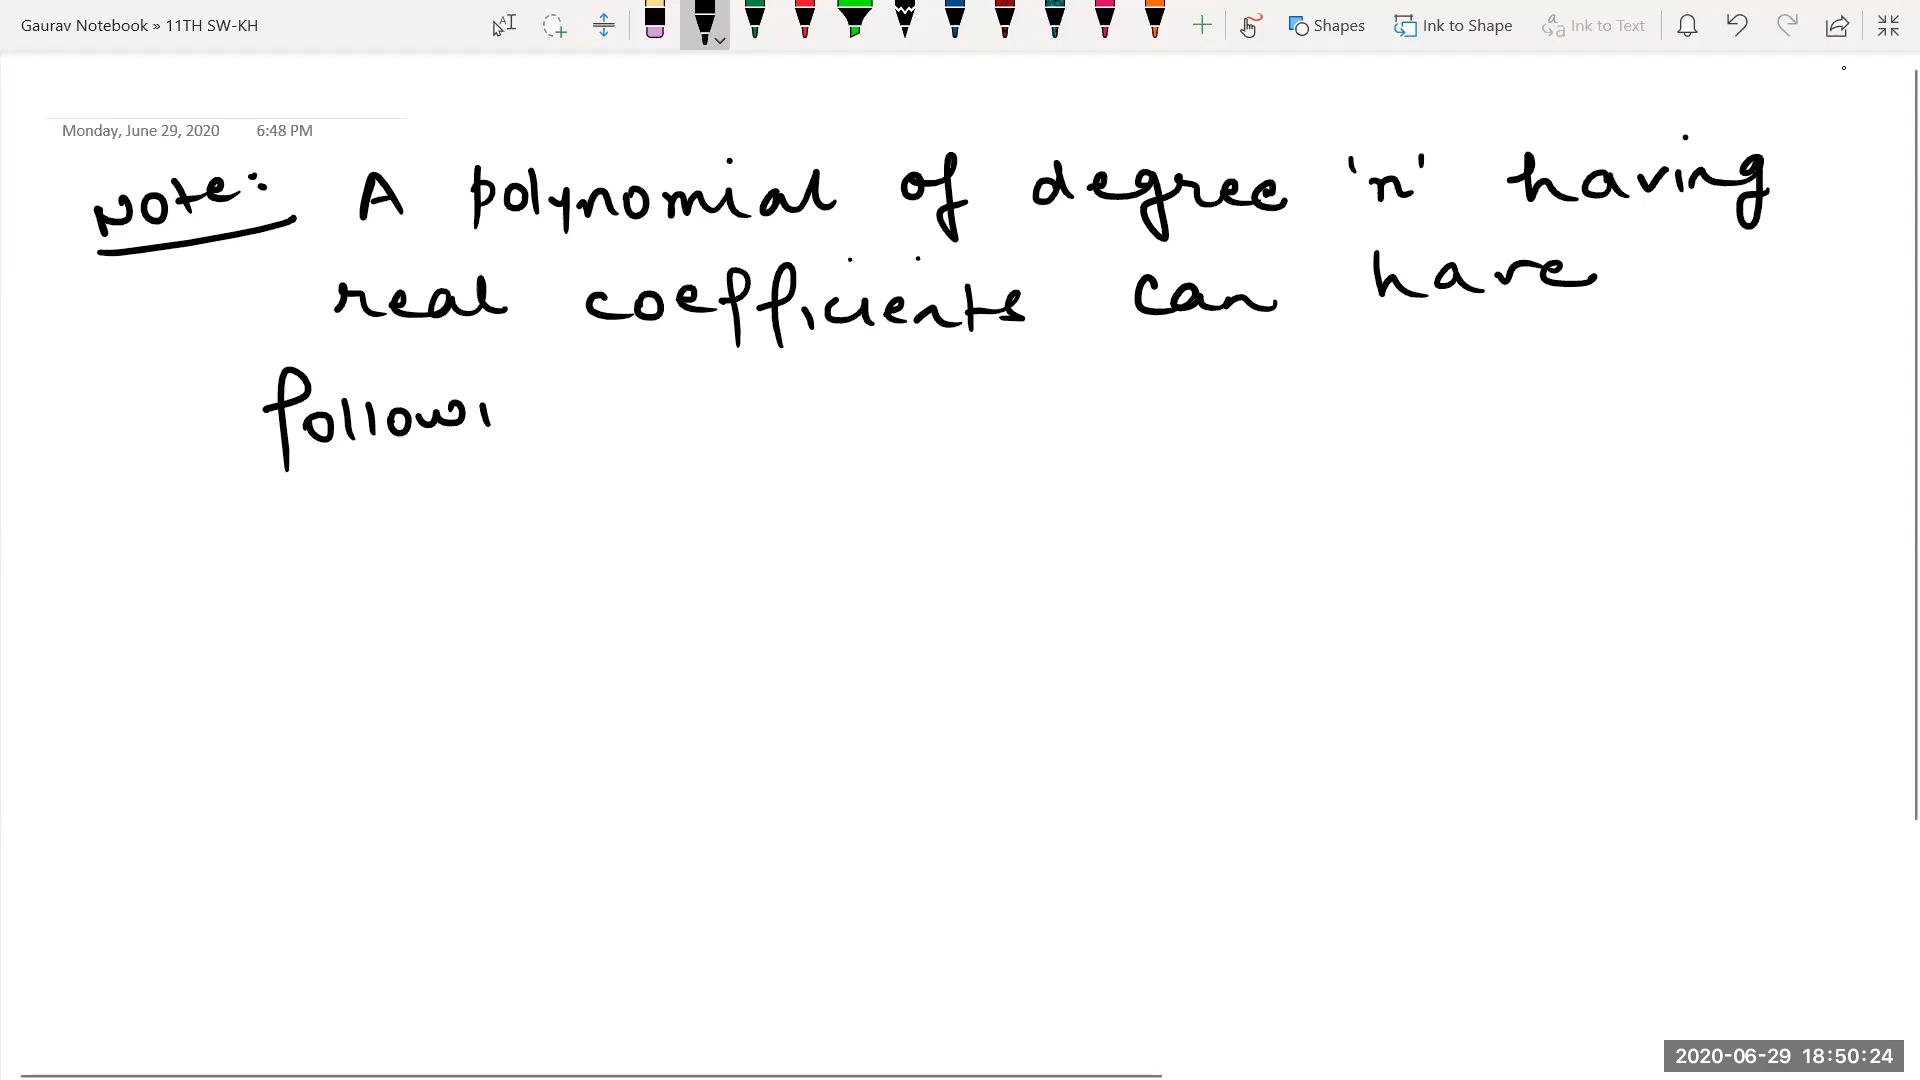 Gaurav Notebook » 11TH SW-KH
Shapes
Ink to Shape
Ink to Text
Monday, June 29, 2020 6:48 PM
Note: A polynomial of degree 'n' having
real coefficients can have
followi
2020-06-29 18:50:24